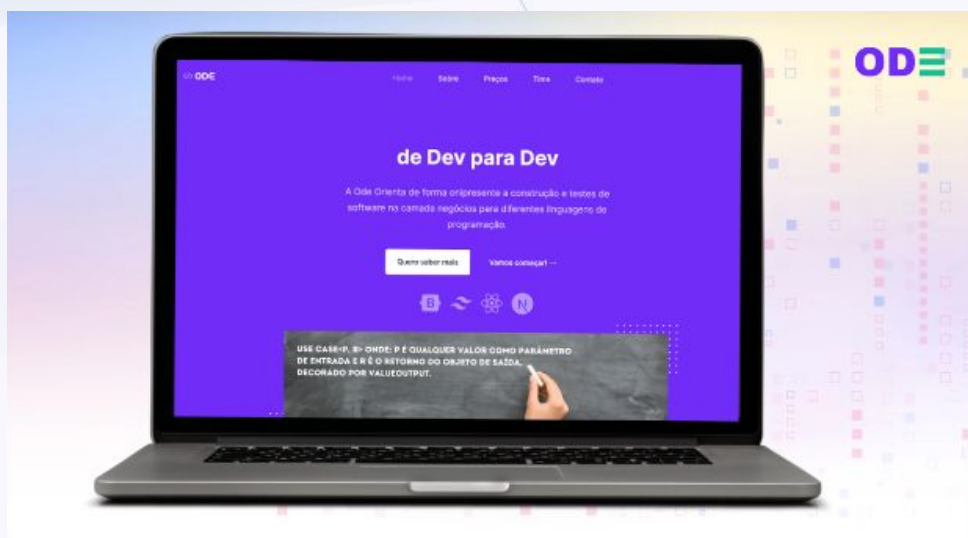 ODE
ODE
Home Sobre Preços Time Contato
de Dev para Dev
A Ode Orienta de forma onipresente a construção e testes de
software na camada negócios para diferentes linguagens de
programação.
Quero saber mais Vamos começar! →
B N
USE CASE<P, R> ONDE: P É QUALQUER VALOR COMO PARÂMETRO
DE ENTRADA E R É O RETORNO DO OBJETO DE SAÍDA,
DECORADO POR VALUEOUTPUT.